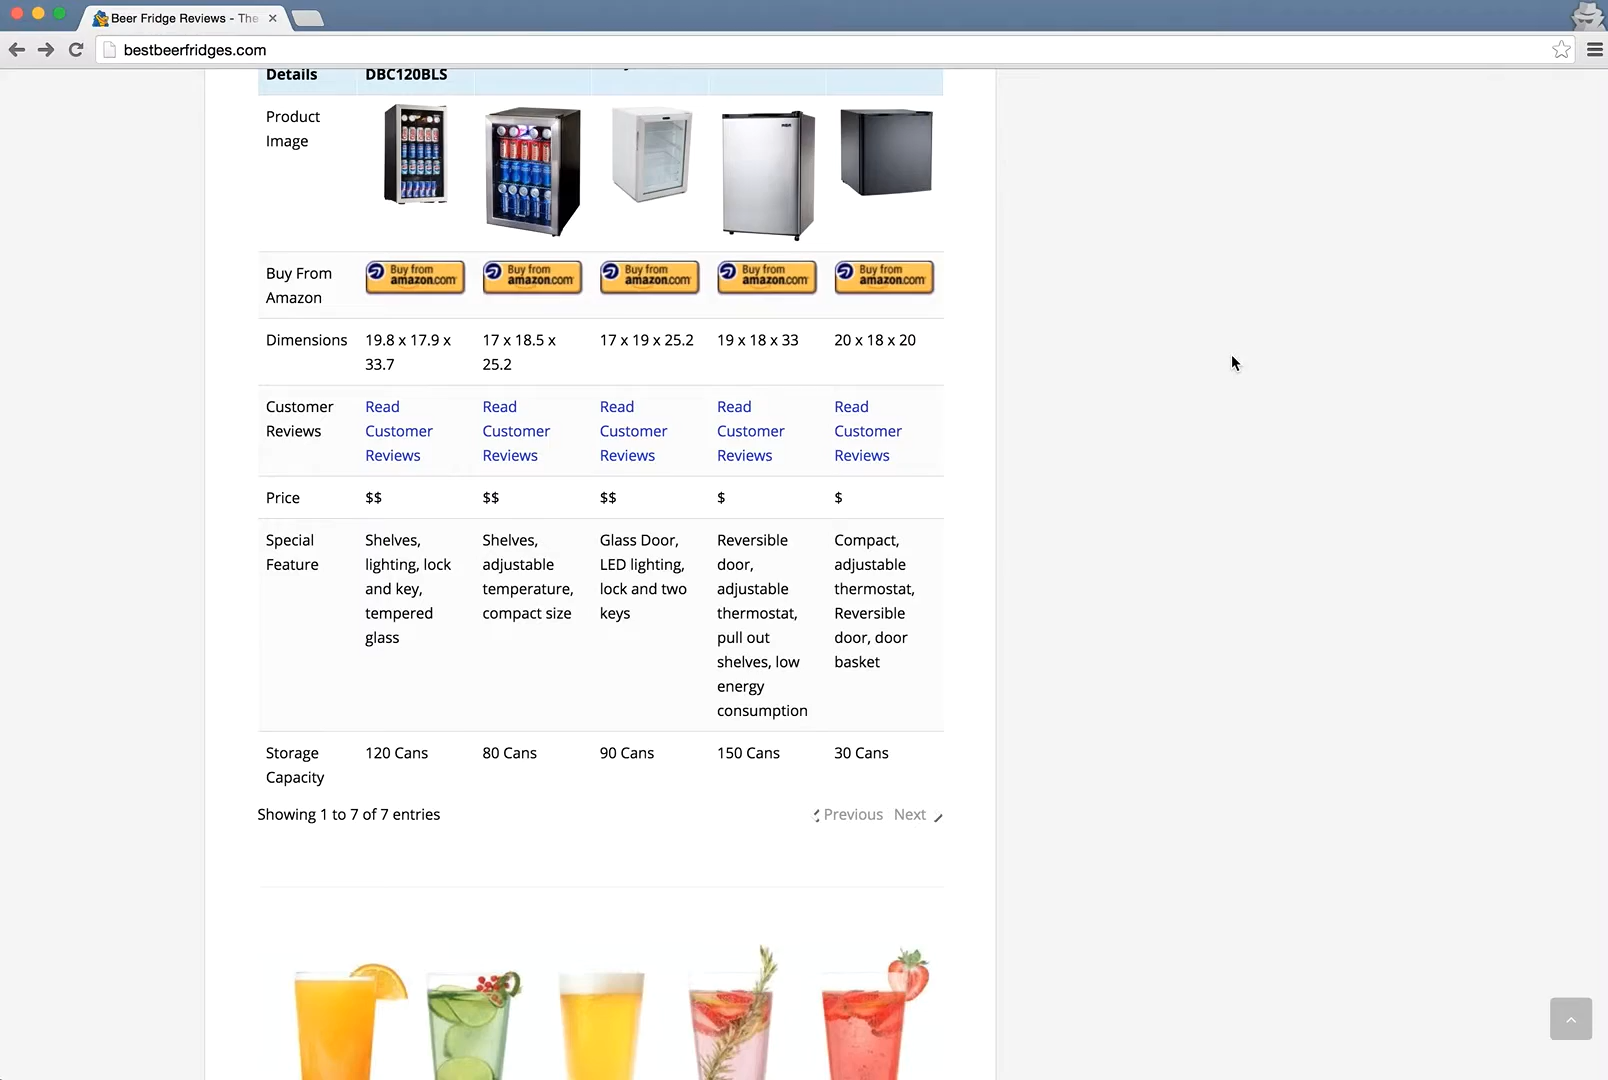 Beer Fridge Reviews - The
bestbeerfridges.com
Details DBC120BLS
Product
Image
Buy From
Amazon
Buy from
amazon.com
Buy from
amazon.com
Buy from
amazon.com
Buy from
amazon.com
Buy from
amazon.com
Dimensions
19.8 x 17.9 x
33.7
17 x 18.5 x
25.2
17 x 19 x 25.2
19 x 18 x 33
20 x 18 x 20
Customer
Reviews
Read
Customer
Reviews
Read
Customer
Reviews
Read
Customer
Reviews
Read
Customer
Reviews
Read
Customer
Reviews
Price $$ $$ $$ $ $
Special
Feature
Shelves,
lighting, lock
and key,
tempered
glass
Shelves,
adjustable
temperature,
compact size
Glass Door,
LED lighting,
lock and two
keys
Reversible
door,
adjustable
thermostat,
pull out
shelves, low
energy
consumption
Compact,
adjustable
thermostat,
Reversible
door, door
basket
Storage
Capacity
120 Cans
80 Cans
90 Cans
150 Cans
30 Cans
Showing 1 to 7 of 7 entries
Previous Next